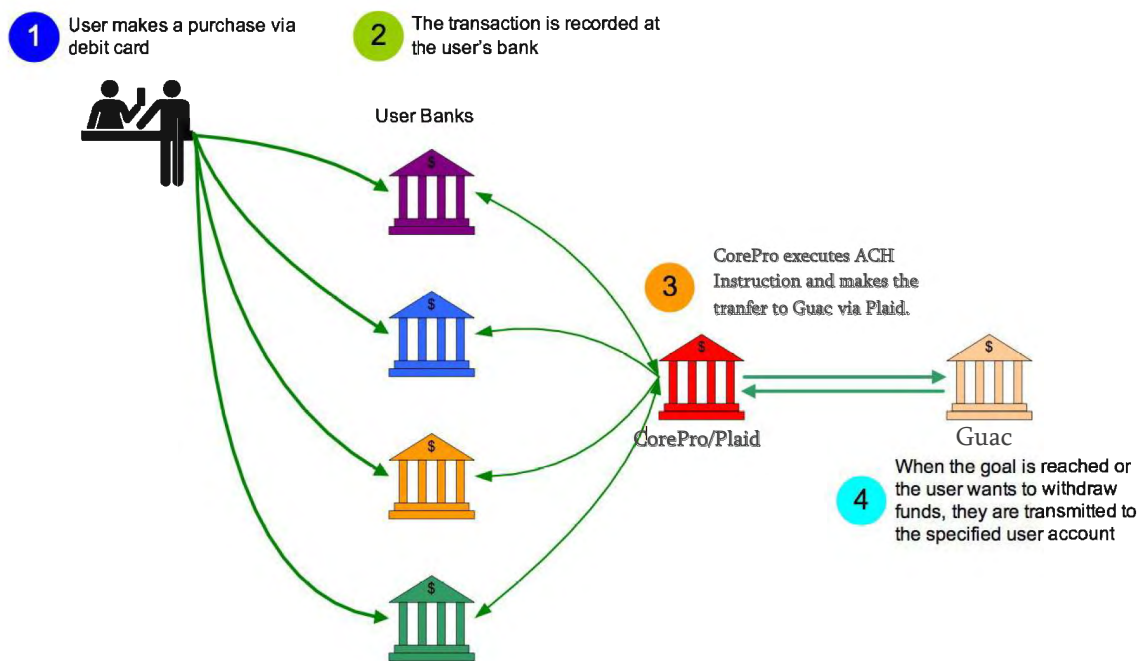 1
User makes a purchase via
debit card
2
The transaction is recorded at
the user's bank
User Banks
$
$
$
$
3
CorePro executes ACH
Instruction and makes the
tranfer to Guac via Plaid.
$
CorePro/Plaid
$
Guac
4
When the goal is reached or
the user wants to withdraw
funds, they are transmitted to
the specified user account